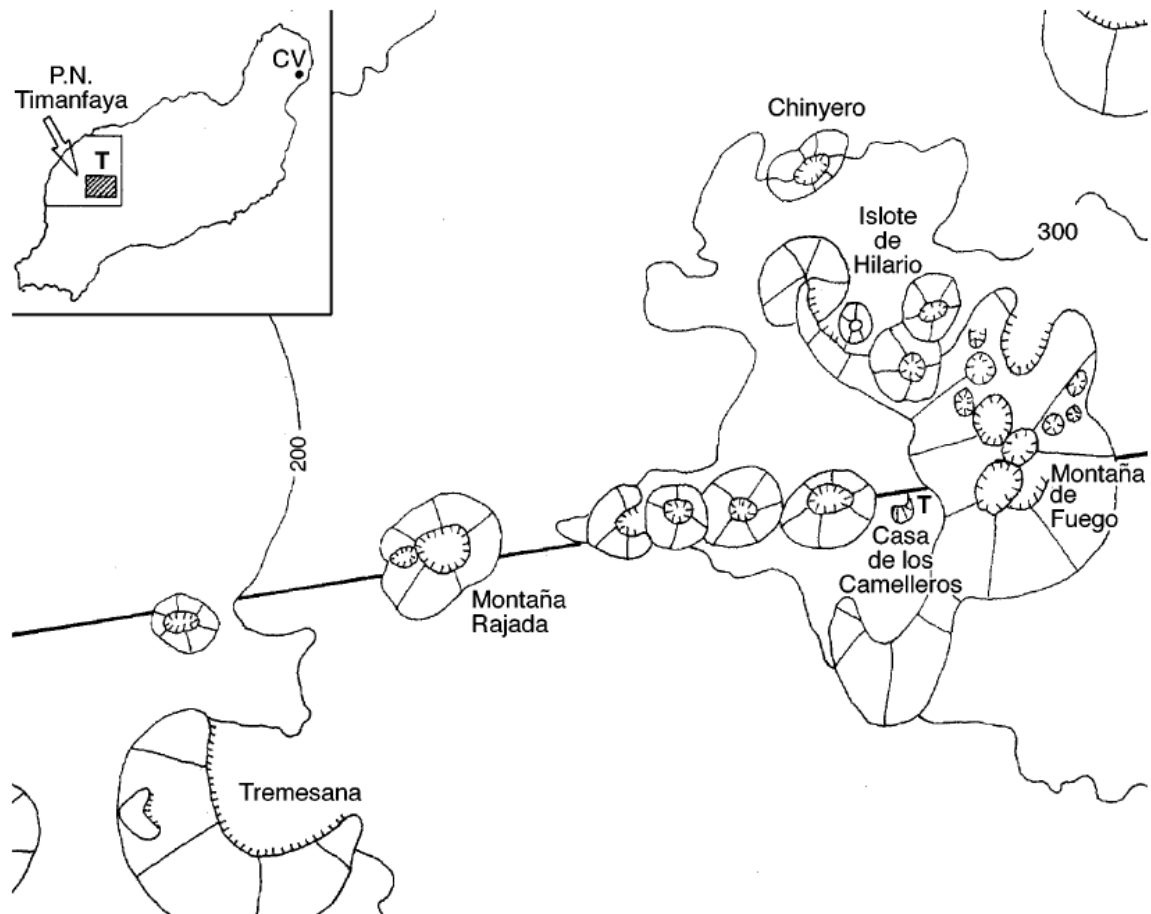 CV
P.N.
Timanfaya
T
Chinyero
Islote
de
Hilario
300
200
Montaña
de
Fuego
T
Casa
de los
Camelleros
Montaña
Rajada
Tremesana